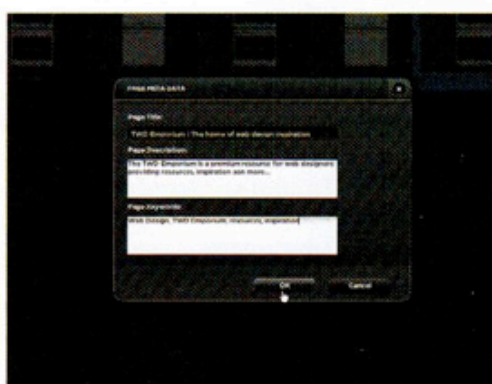 PAGE META DATA
Page Title:
TWD Emporium | The home of web design inspiration
Page Description:
The TWD Emporium is a premium resource for web designers
providing resources, inspiration and more...
Page Keywords:
Web Design, TWD Emporium, resources, inspiration
OK
Cancel